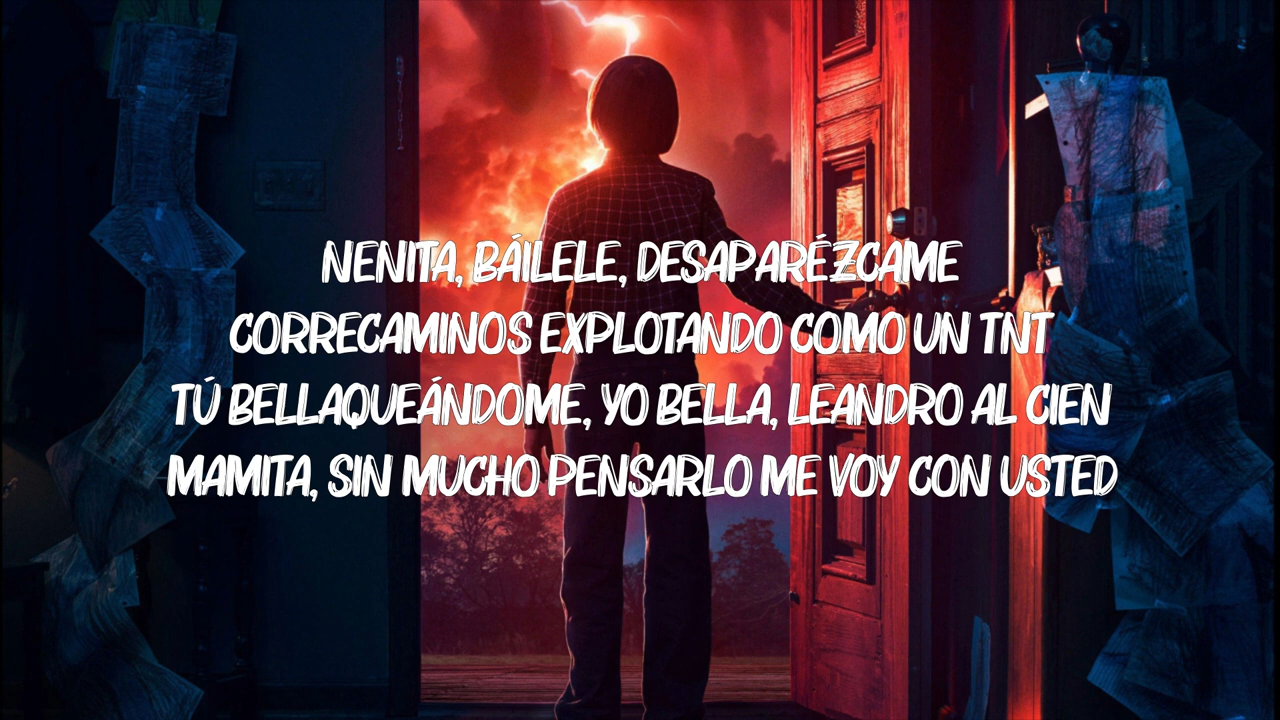 NENITA, BÁILELE, DESAPARÉZCAME
CORRECAMINOS EXPLOTANDO COMO UN TNT
TÚ BELLAQUEÁNDOME, YO BELLA, LEANDRO AL CIEN
MAMITA, SIN MUCHO PENSARLO ME VOY CON USTED